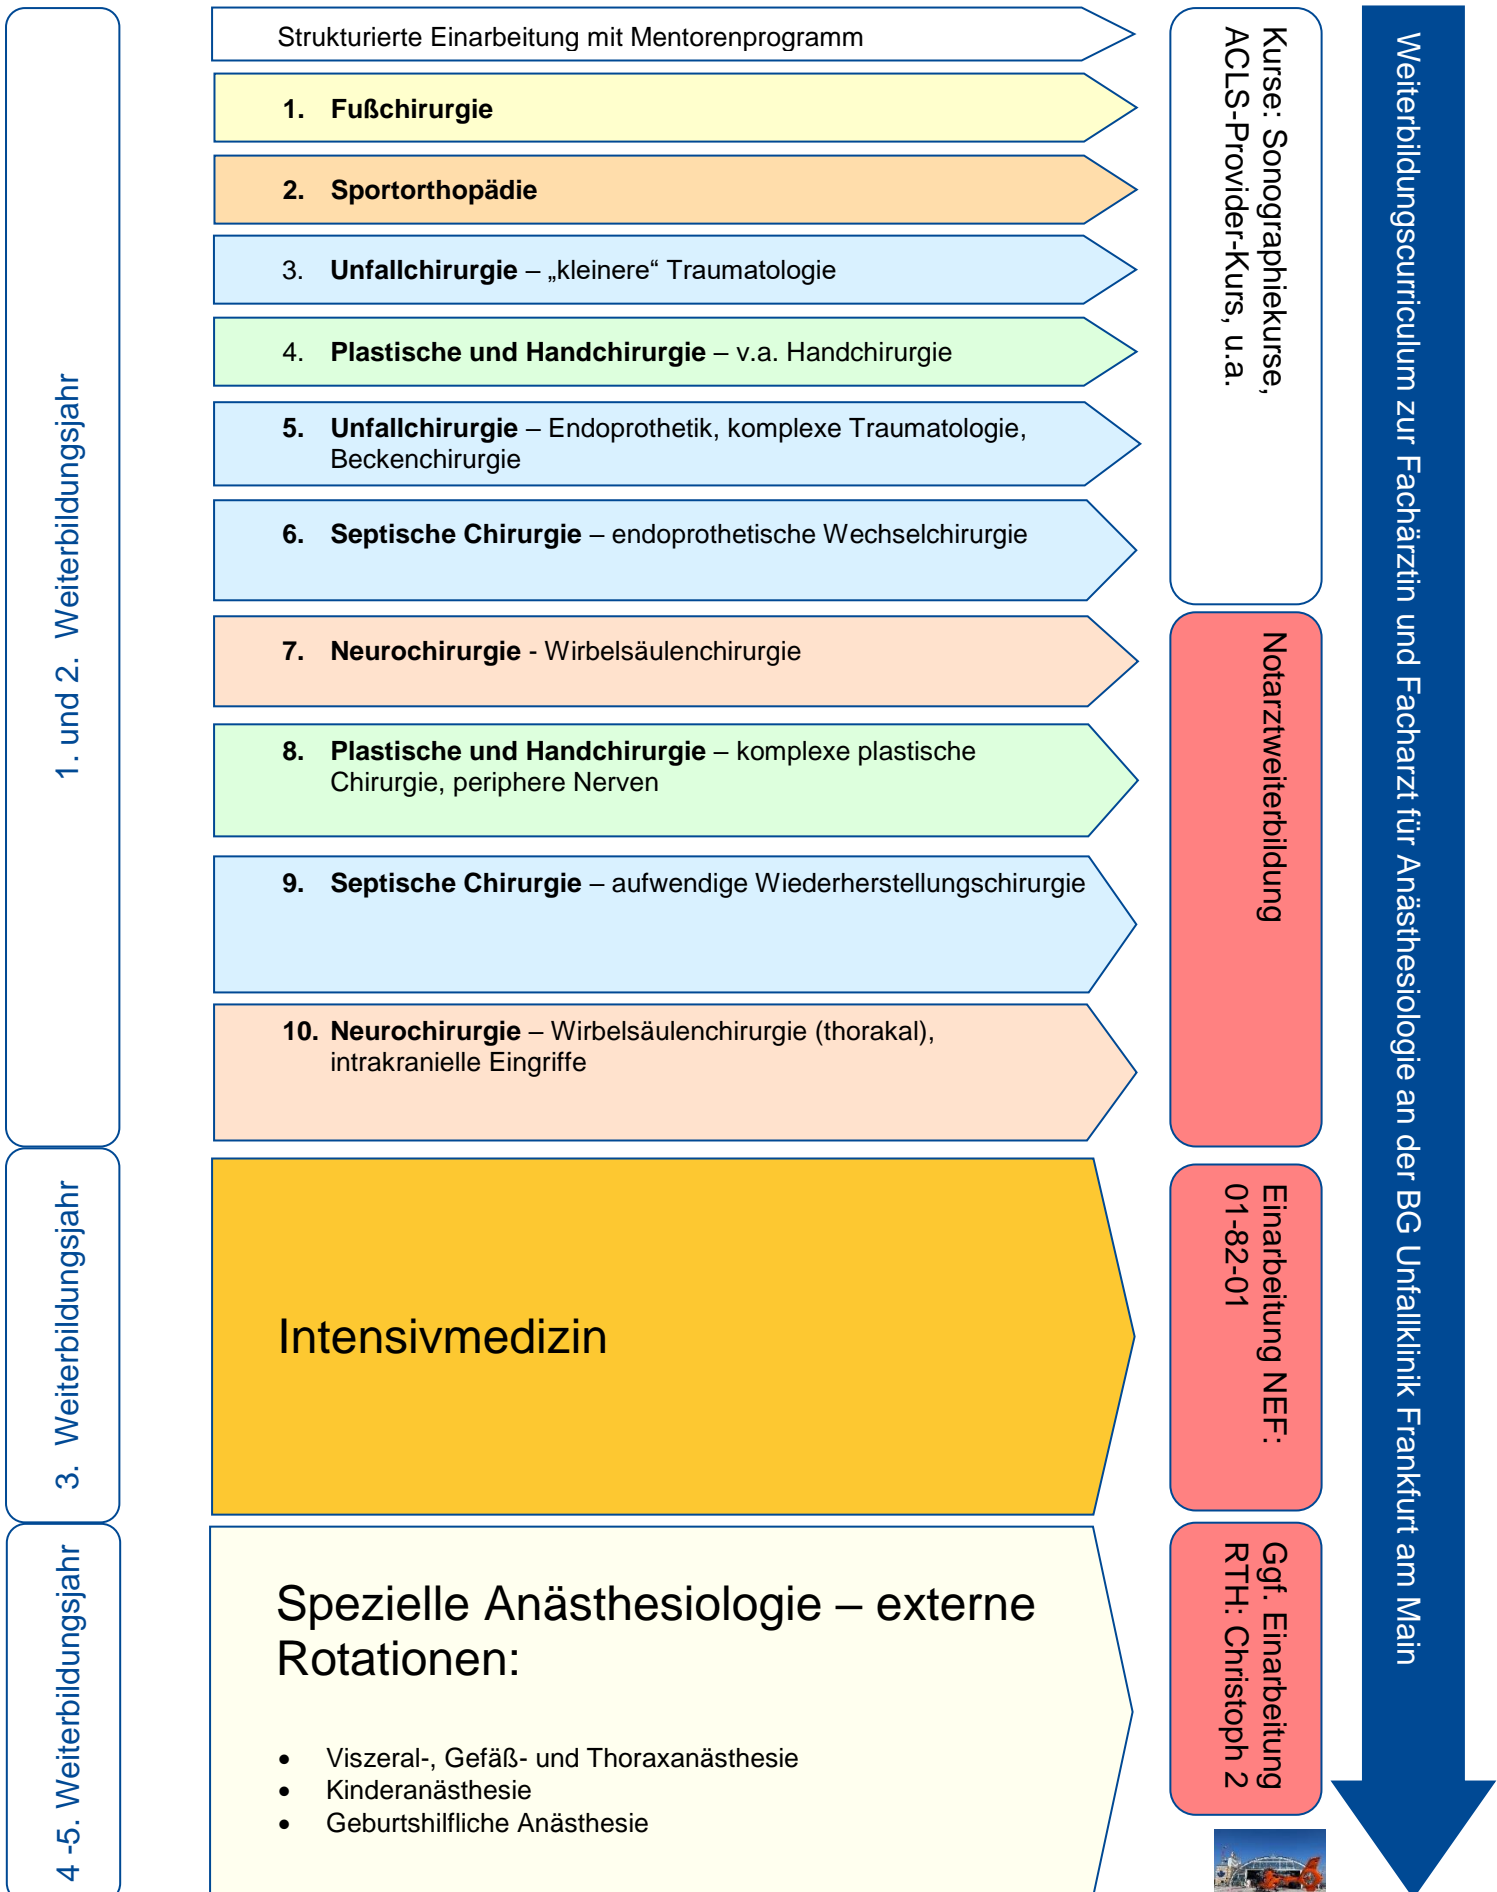 Strukturierte Einarbeitung mit Mentorenprogramm
1. Fußchirurgie
2. Sportorthopädie
3. Unfallchirurgie – „kleinere“ Traumatologie
4. Plastische und Handchirurgie – v.a. Handchirurgie
5. Unfallchirurgie – Endoprothetik, komplexe Traumatologie,
Beckenchirurgie
6. Septische Chirurgie – endoprothetische Wechselchirurgie
7. Neurochirurgie - Wirbelsäulenchirurgie
8. Plastische und Handchirurgie – komplexe plastische
Chirurgie, periphere Nerven
9. Septische Chirurgie – aufwendige Wiederherstellungschirurgie
10. Neurochirurgie – Wirbelsäulenchirurgie (thorakal),
intrakranielle Eingriffe
1. und 2. Weiterbildungsjahr
Kurse: Sonographiekurse,
ACLS-Provider-Kurs, u.a.
Notarztweiterbildung
3. Weiterbildungsjahr
Intensivmedizin
Einarbeitung NEF:
01-82-01
4 -5. Weiterbildungsjahr
Spezielle Anästhesiologie – externe
Rotationen:
• Viszeral-, Gefäß- und Thoraxanästhesie
• Kinderanästhesie
• Geburtshilfliche Anästhesie
Ggf. Einarbeitung
RTH: Christoph 2
Weiterbildungscurriculum zur Fachärztin und Facharzt für Anästhesiologie an der BG Unfallklinik Frankfurt am Main